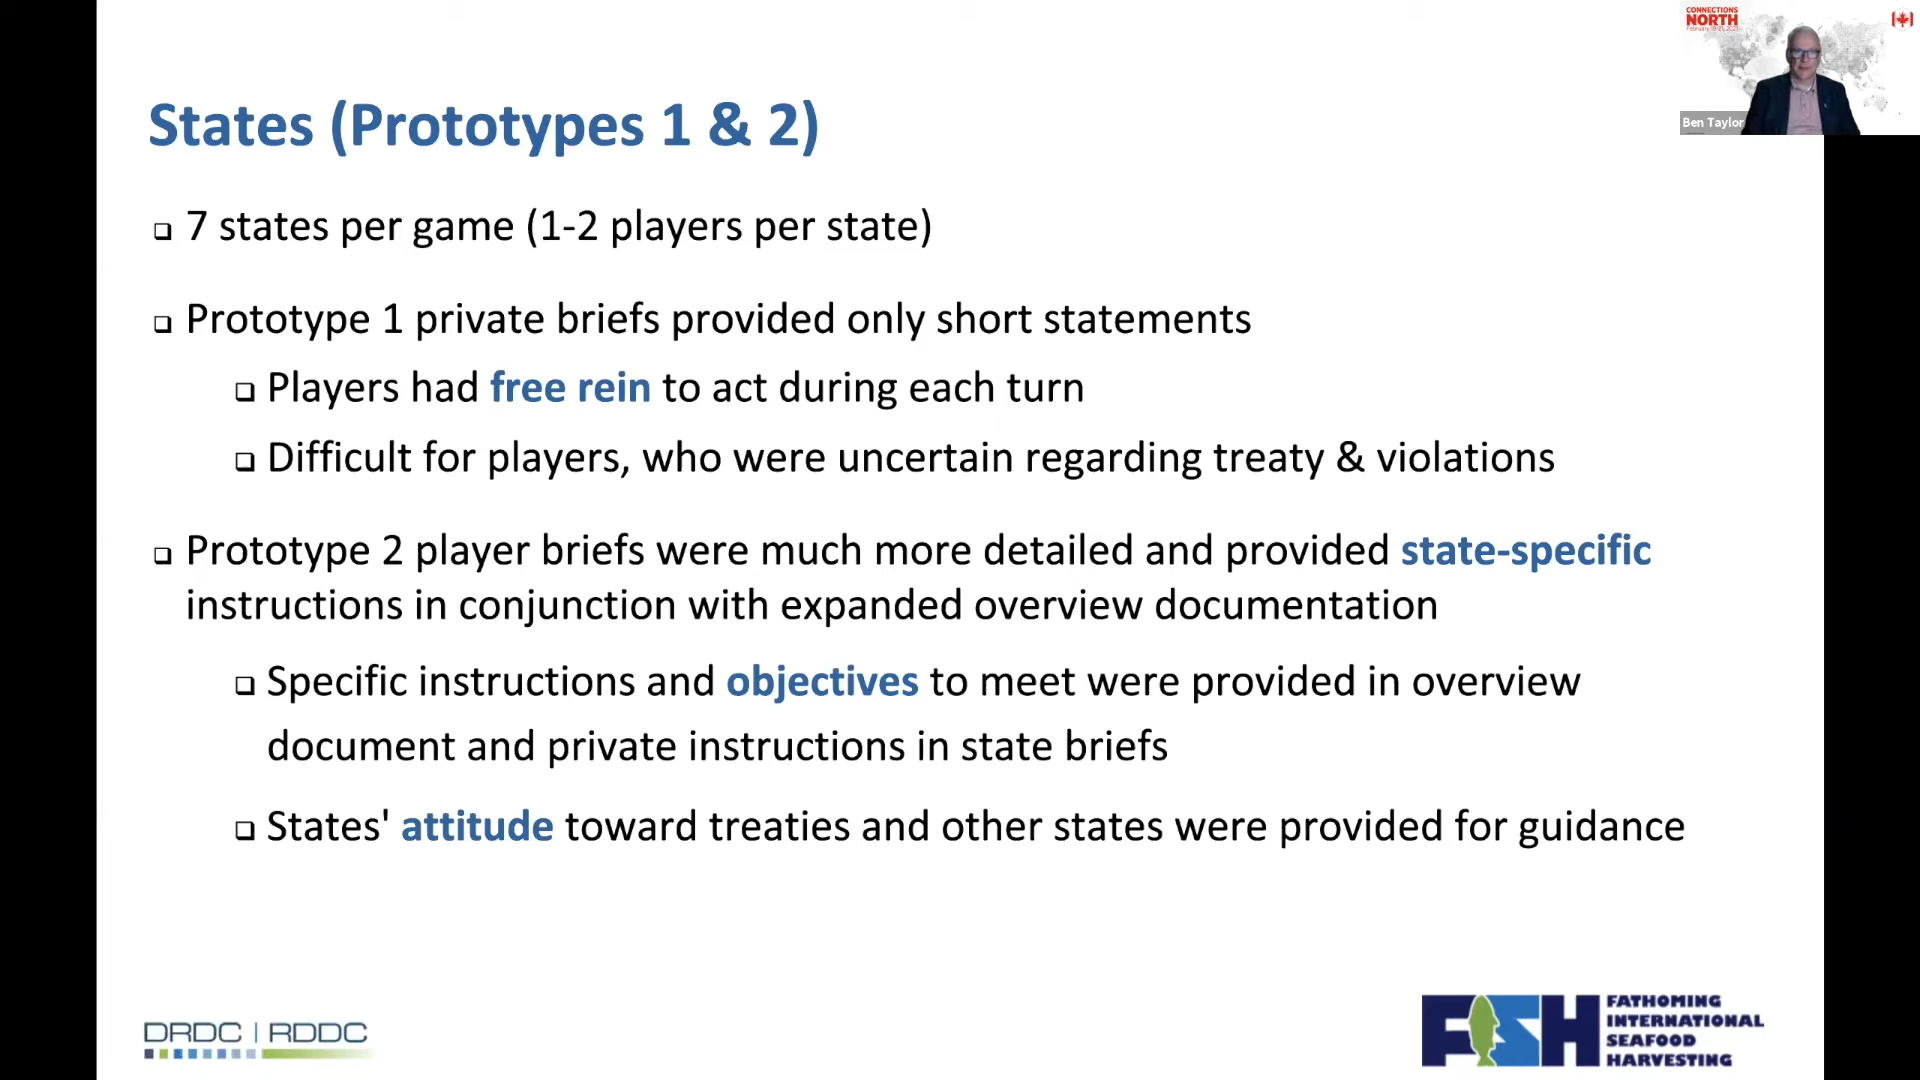 CONNECTIONS
NORTH
Ben Taylor
States (Prototypes 1 & 2)
❑ 7 states per game (1-2 players per state)
❑ Prototype 1 private briefs provided only short statements
❑ Players had free rein to act during each turn
❑ Difficult for players, who were uncertain regarding treaty & violations
❑ Prototype 2 player briefs were much more detailed and provided state-specific
instructions in conjunction with expanded overview documentation
❑ Specific instructions and objectives to meet were provided in overview
document and private instructions in state briefs
❑ States' attitude toward treaties and other states were provided for guidance
DRDC | RDDC
FISH
FATHOMING
INTERNATIONAL
SEAFOOD
HARVESTING